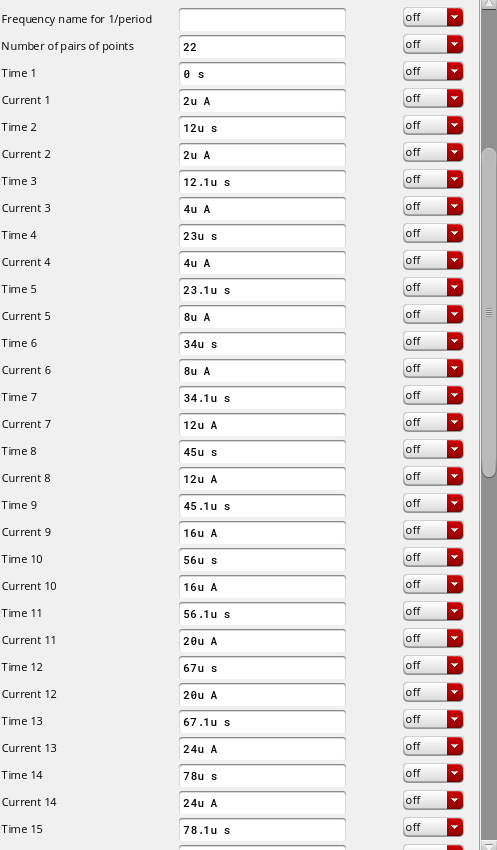 Frequency name for 1/period off
Number of pairs of points 22 off
Time 1 0 s off
Current 1 2u A off
Time 2 12u s off
Current 2 2u A off
Time 3 12.1u s off
Current 3 4u A off
Time 4 23u s off
Current 4 4u A off
Time 5 23.1u s off
Current 5 8u A off
Time 6 34u s off
Current 6 8u A off
Time 7 34.1u s off
Current 7 12u A off
Time 8 45u s off
Current 8 12u A off
Time 9 45.1u s off
Current 9 16u A off
Time 10 56u s off
Current 10 16u A off
Time 11 56.1u s off
Current 11 20u A off
Time 12 67u s off
Current 12 20u A off
Time 13 67.1u s off
Current 13 24u A off
Time 14 78u s off
Current 14 24u A off
Time 15 78.1u s off